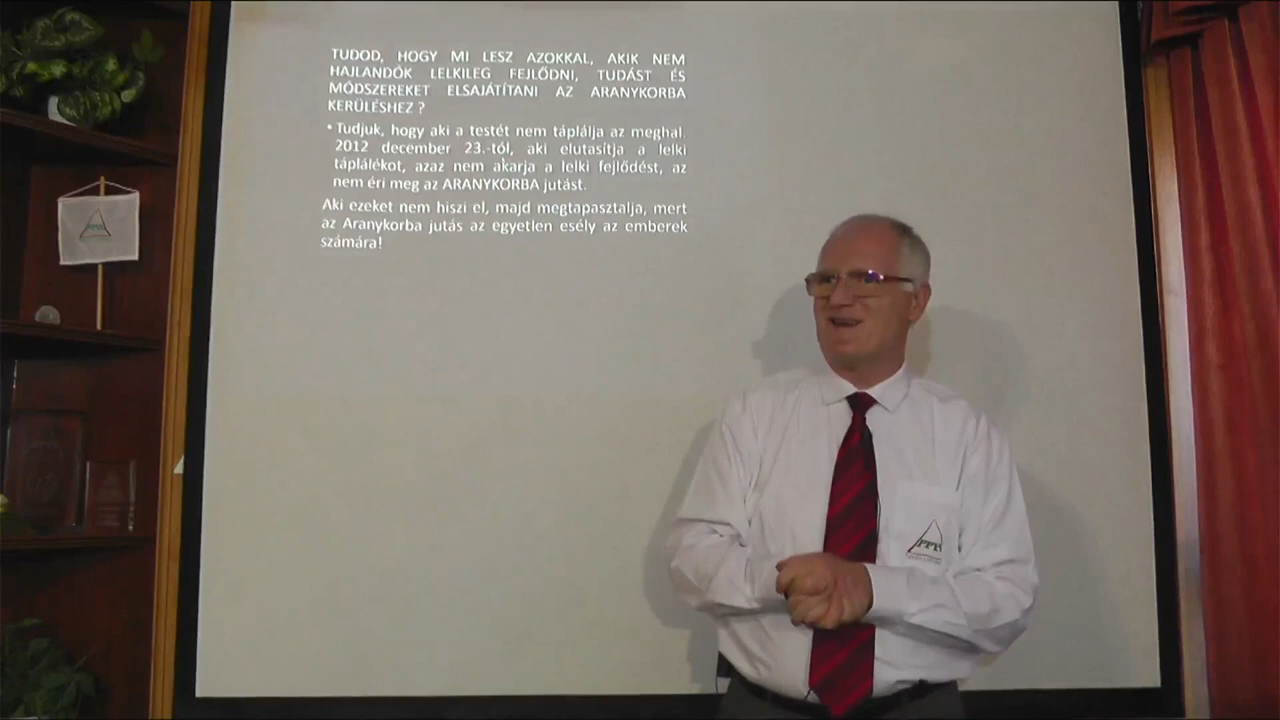 TUDOD, HOGY MI LESZ AZOKKAL, AKIK NEM
HAJLANDÓK LELKILEG FEJLŐDNI, TUDÁST ÉS
MÓDSZEREKET ELSAJÁTÍTANI AZ ARANYKORBA
KERÜLÉSHEZ ?
• Tudjuk, hogy aki a testét nem táplálja az meghal.
2012 december 23.-tól, aki elutasítja a lelki
táplálékot, azaz nem akarja a lelki fejlődést, az
nem éri meg az ARANYKORBA jutást.
Aki ezeket nem hiszi el, majd megtapasztalja, mert
az Aranykorba jutás az egyetlen esély az emberek
számára!